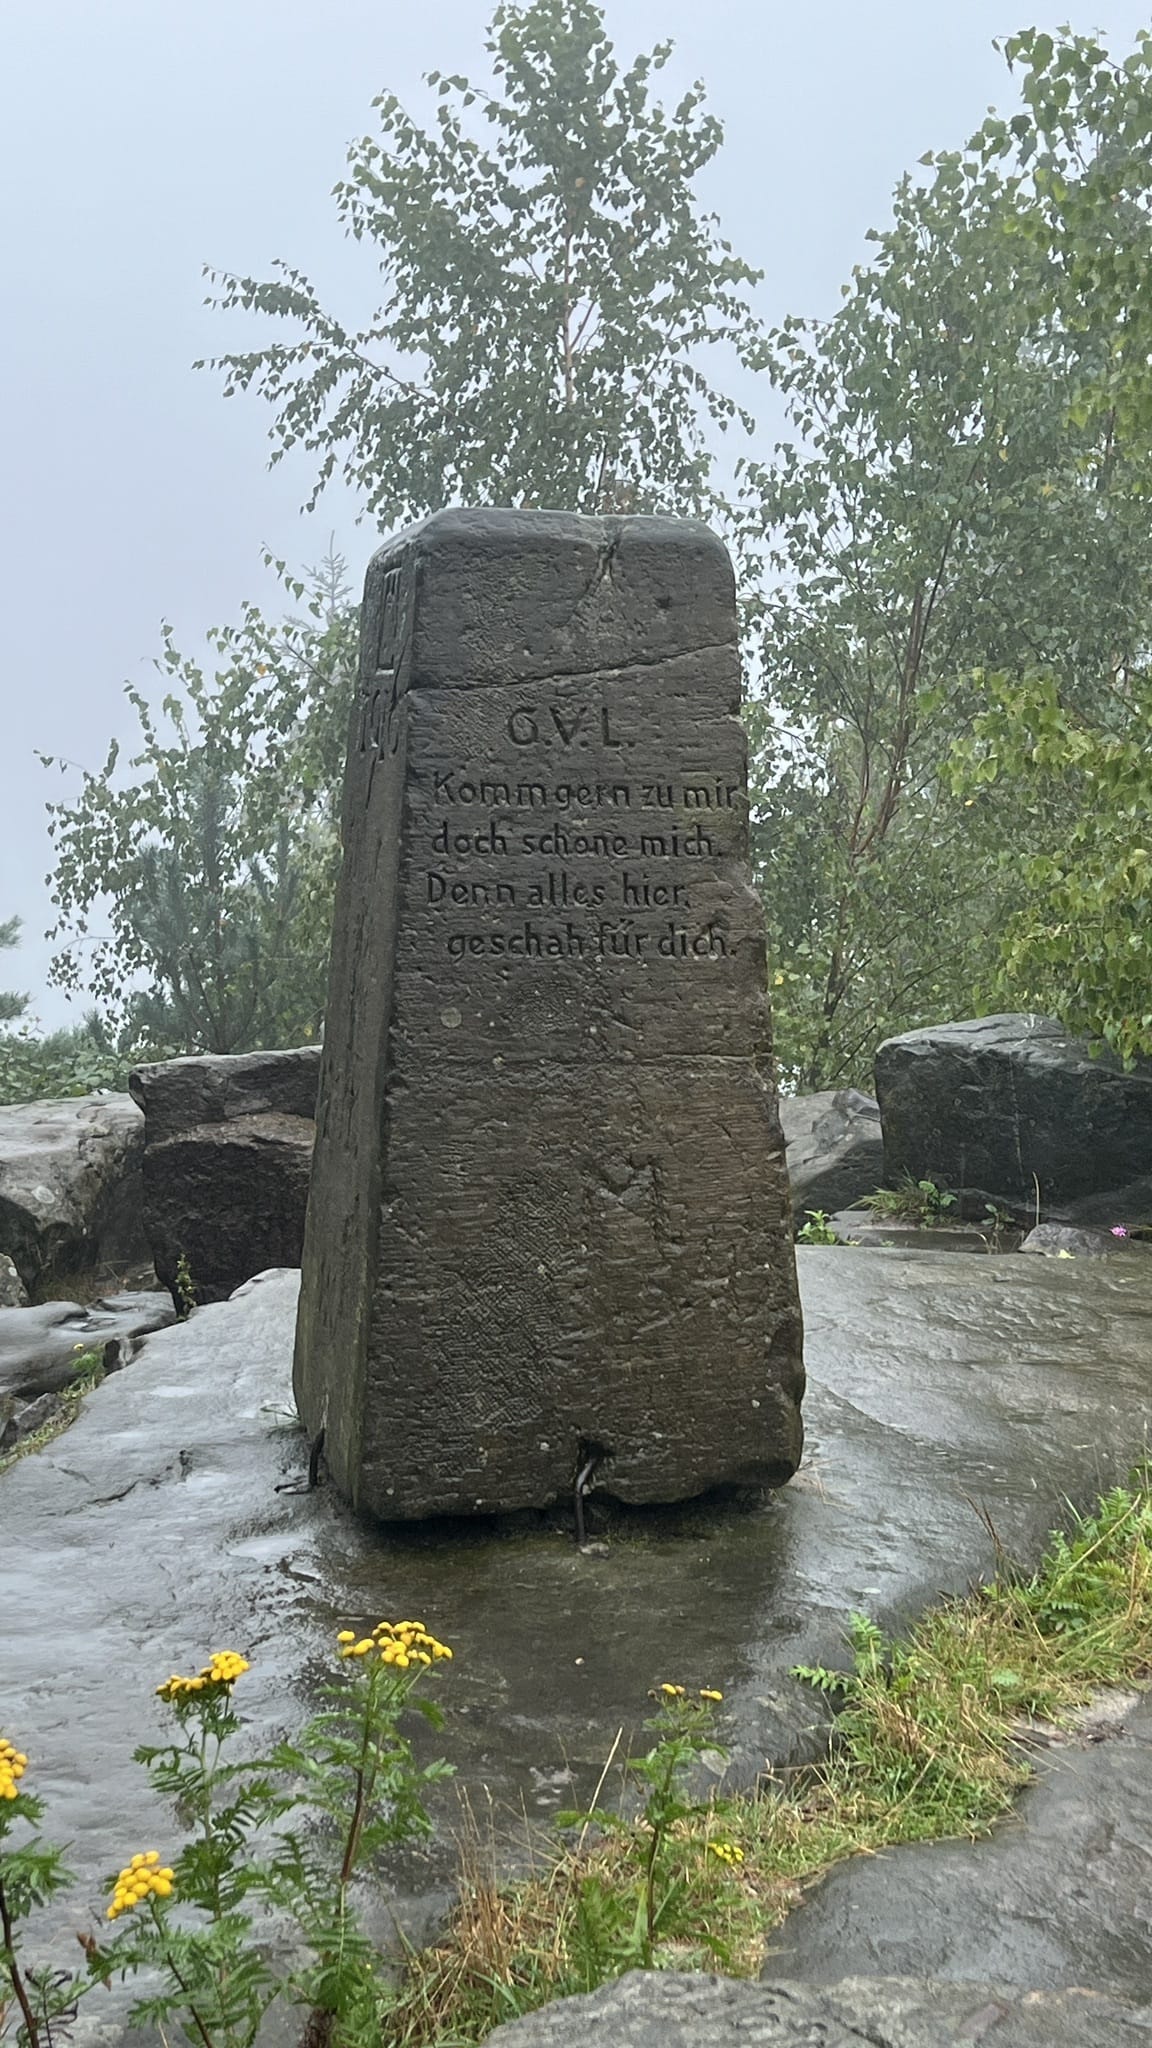 G.V.L.
Komm gern zu mir
doch schone mich.
Denn alles hier,
geschah für dich.